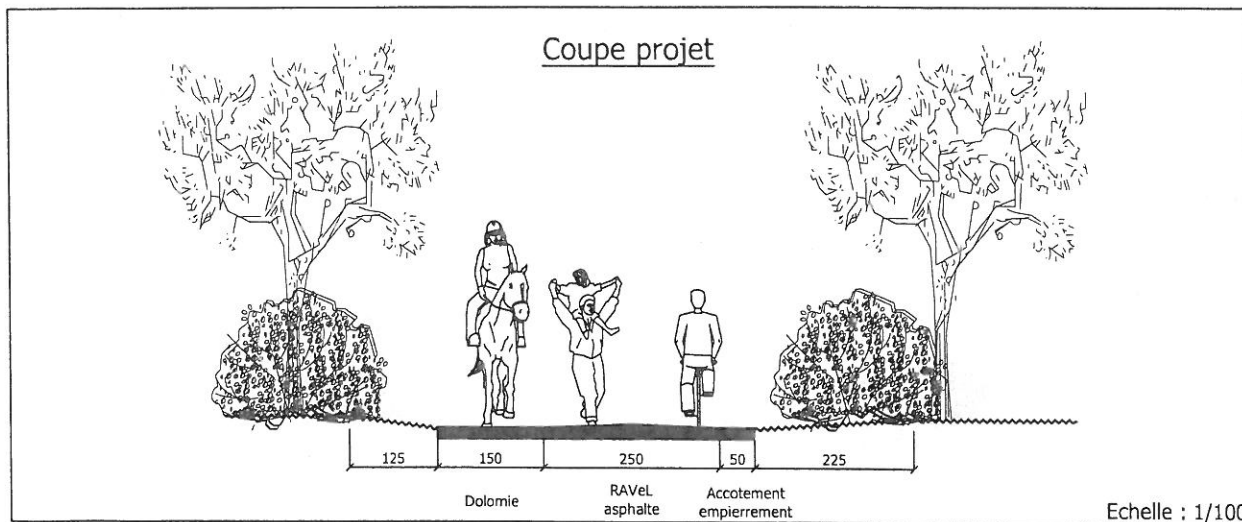 Coupe projet
125 150 250 50 225
Dolomie RAVeL asphalte Accotement empierrement
Echelle : 1/100